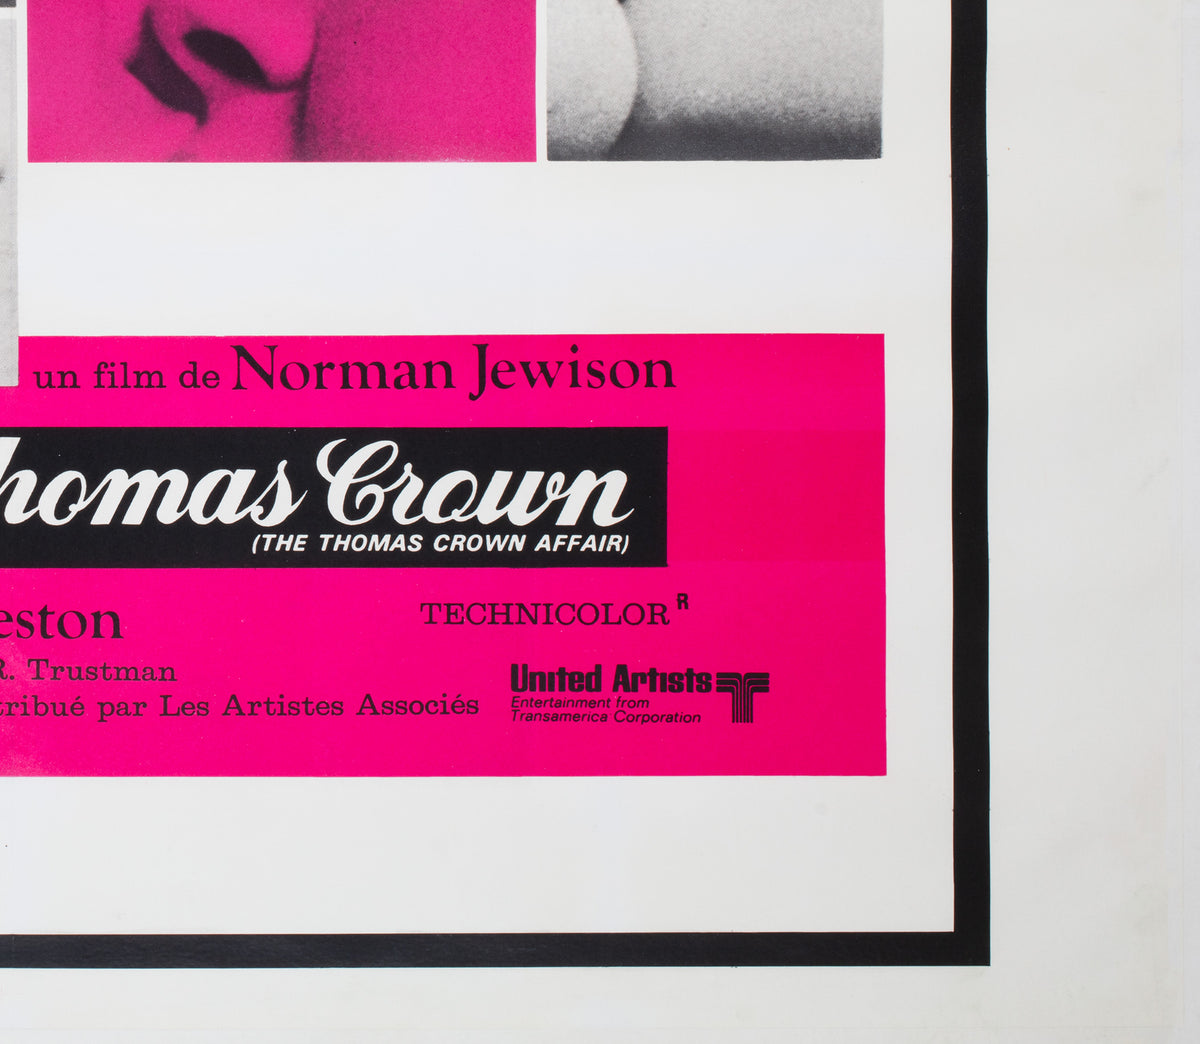 un film de Norman Jewison
homas Crown
(THE THOMAS CROWN AFFAIR)
eston
TECHNICOLOR R
R. Trustman
tribué par Les Artistes Associés
United Artists
Entertainment from
Transamerica Corporation